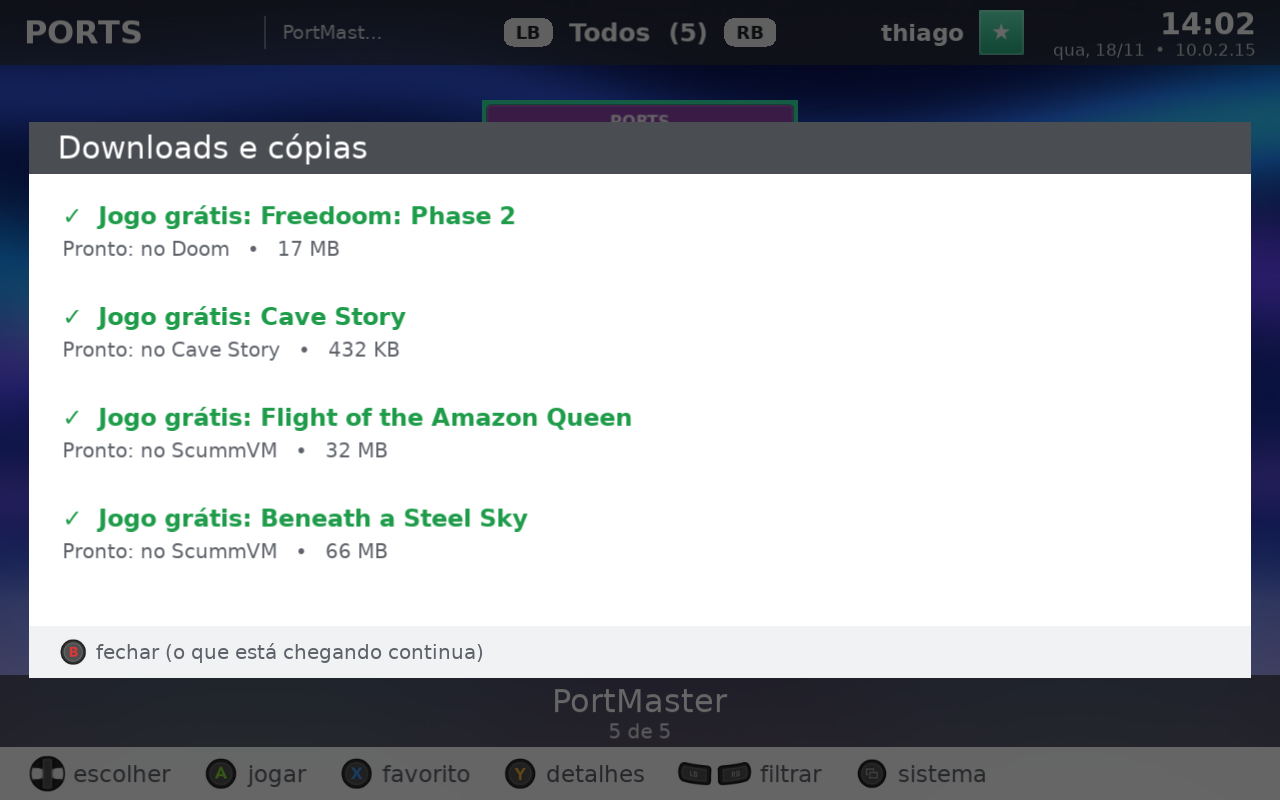 PORTS
PortMast...
LB Todos (5) RB
thiago
14:02
qua, 18/11 • 10.0.2.15
PORTS
Downloads e cópias
✓ Jogo grátis: Freedoom: Phase 2
Pronto: no Doom • 17 MB
✓ Jogo grátis: Cave Story
Pronto: no Cave Story • 432 KB
✓ Jogo grátis: Flight of the Amazon Queen
Pronto: no ScummVM • 32 MB
✓ Jogo grátis: Beneath a Steel Sky
Pronto: no ScummVM • 66 MB
B fechar (o que está chegando continua)
PortMaster
5 de 5
escolher A jogar X favorito Y detalhes LB RB filtrar sistema